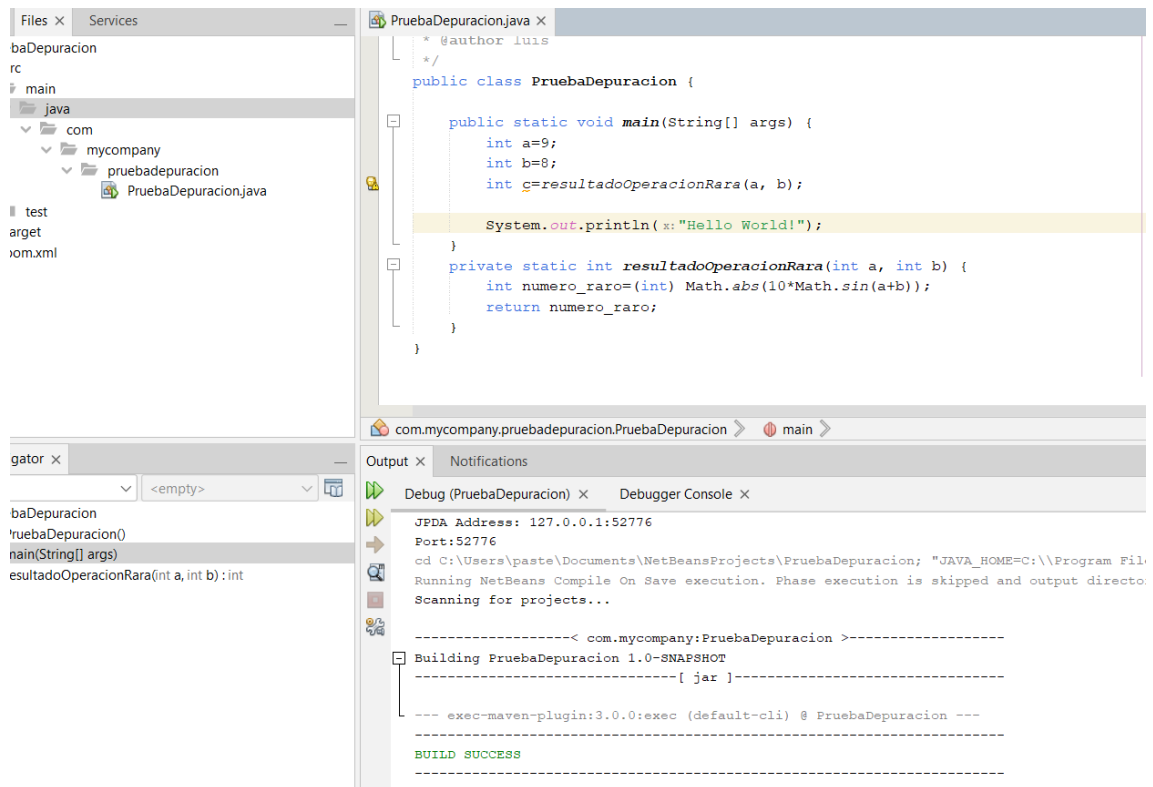 Files × Services
baDepuracion
rc
main
java
com
mycompany
pruebadepuracion
PruebaDepuracion.java
test
arget
om.xml
PruebaDepuracion.java ×
* @author luis
*/
public class PruebaDepuracion {
public static void main(String[] args) {
int a=9;
int b=8;
int c=resultadoOperacionRara(a, b);
System.out.println(x:"Hello World!");
}
private static int resultadoOperacionRara(int a, int b) {
int numero_raro=(int) Math.abs(10*Math.sin(a+b));
return numero_raro;
}
}
com.mycompany.pruebadepuracion.PruebaDepuracion
main
gator ×
<empty>
baDepuracion
PruebaDepuracion()
main(String[] args)
esultadoOperacionRara(int a, int b) : int
Output × Notifications
Debug (PruebaDepuracion) × Debugger Console ×
JPDA Address: 127.0.0.1:52776
Port:52776
cd C:\Users\paste\Documents\NetBeansProjects\PruebaDepuracion; "JAVA_HOME=C:\\Program File
Running NetBeans Compile On Save execution. Phase execution is skipped and output directo
Scanning for projects...
-------------------< com.mycompany:PruebaDepuracion >-------------------
Building PruebaDepuracion 1.0-SNAPSHOT
--------------------------------[ jar ]---------------------------------
--- exec-maven-plugin:3.0.0:exec (default-cli) @ PruebaDepuracion ---
------------------------------------------------------------------------
BUILD SUCCESS
------------------------------------------------------------------------